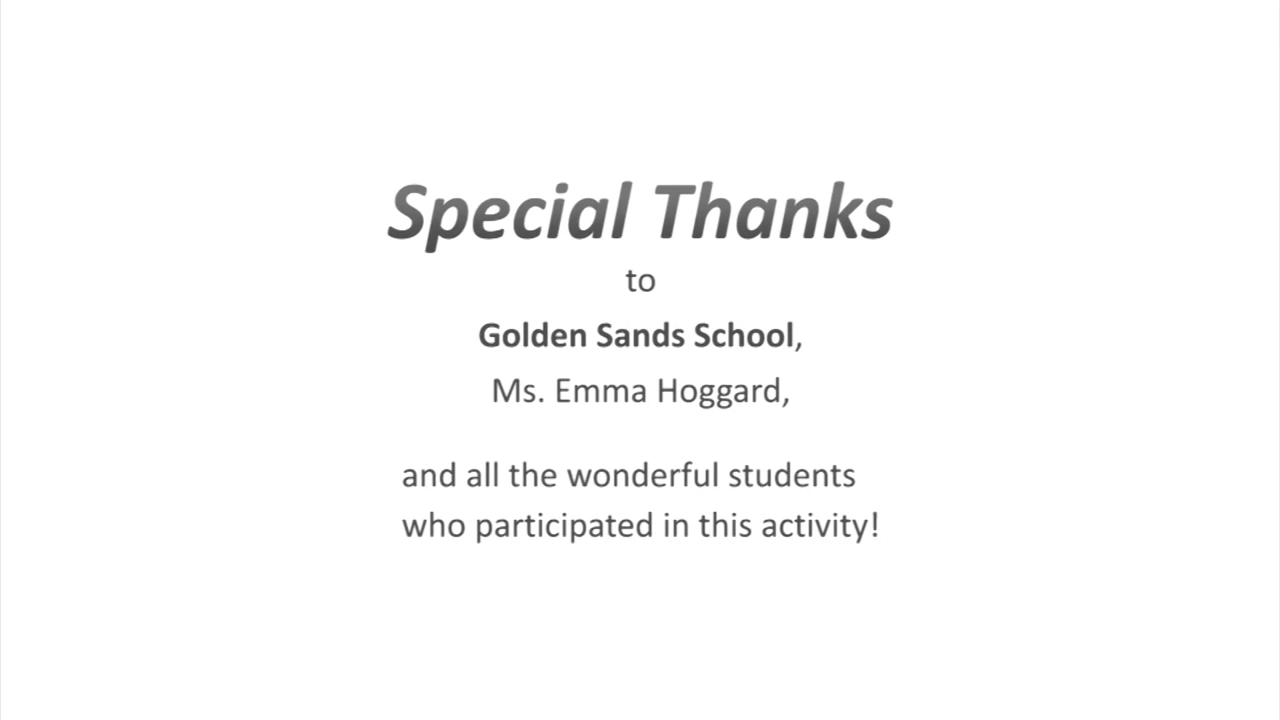 Special Thanks
to
Golden Sands School,
Ms. Emma Hoggard,
and all the wonderful students
who participated in this activity!